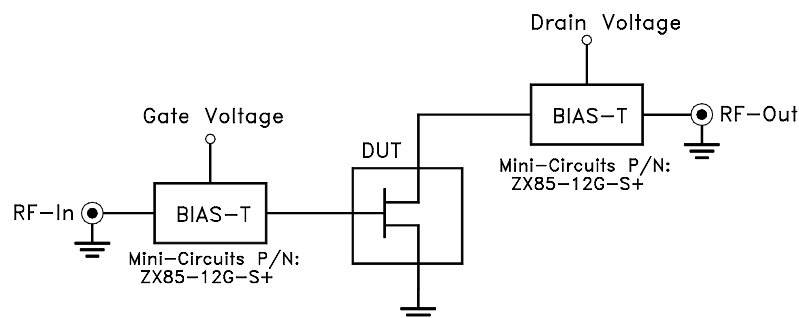 Drain Voltage
BIAS-T
RF-Out
Mini-Circuits P/N:
ZX85-12G-S+
Gate Voltage
DUT
RF-In
BIAS-T
Mini-Circuits P/N:
ZX85-12G-S+